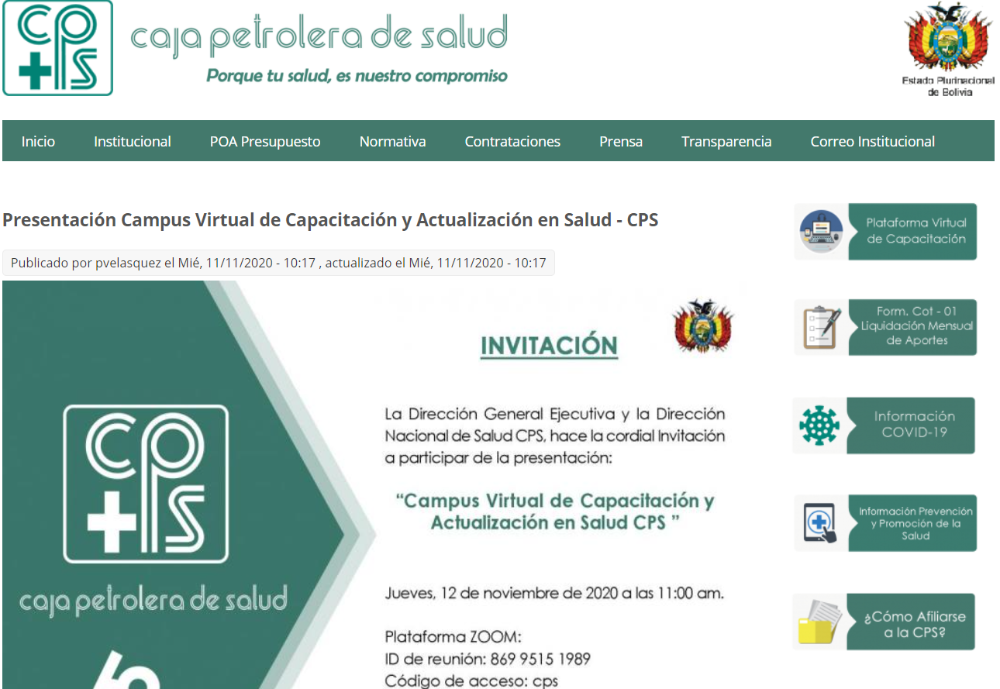 CPS
caja petrolera de salud
Porque tu salud, es nuestro compromiso
Estado Plurinacional
de Bolivia
Inicio Institucional POA Presupuesto Normativa Contrataciones Prensa Transparencia Correo Institucional
Presentación Campus Virtual de Capacitación y Actualización en Salud - CPS
Publicado por pvelasquez el Mié, 11/11/2020 - 10:17 , actualizado el Mié, 11/11/2020 - 10:17
CPS
caja petrolera de salud
INVITACIÓN
La Dirección General Ejecutiva y la Dirección
Nacional de Salud CPS, hace la cordial Invitación
a participar de la presentación:
“Campus Virtual de Capacitación y
Actualización en Salud CPS ”
Jueves, 12 de noviembre de 2020 a las 11:00 am.
Plataforma ZOOM:
ID de reunión: 869 9515 1989
Código de acceso: cps
Plataforma Virtual
de Capacitación
Form. Cot - 01
Liquidación Mensual
de Aportes
Información
COVID-19
Información Prevención
y Promoción de la
Salud
¿Cómo Afiliarse
a la CPS?